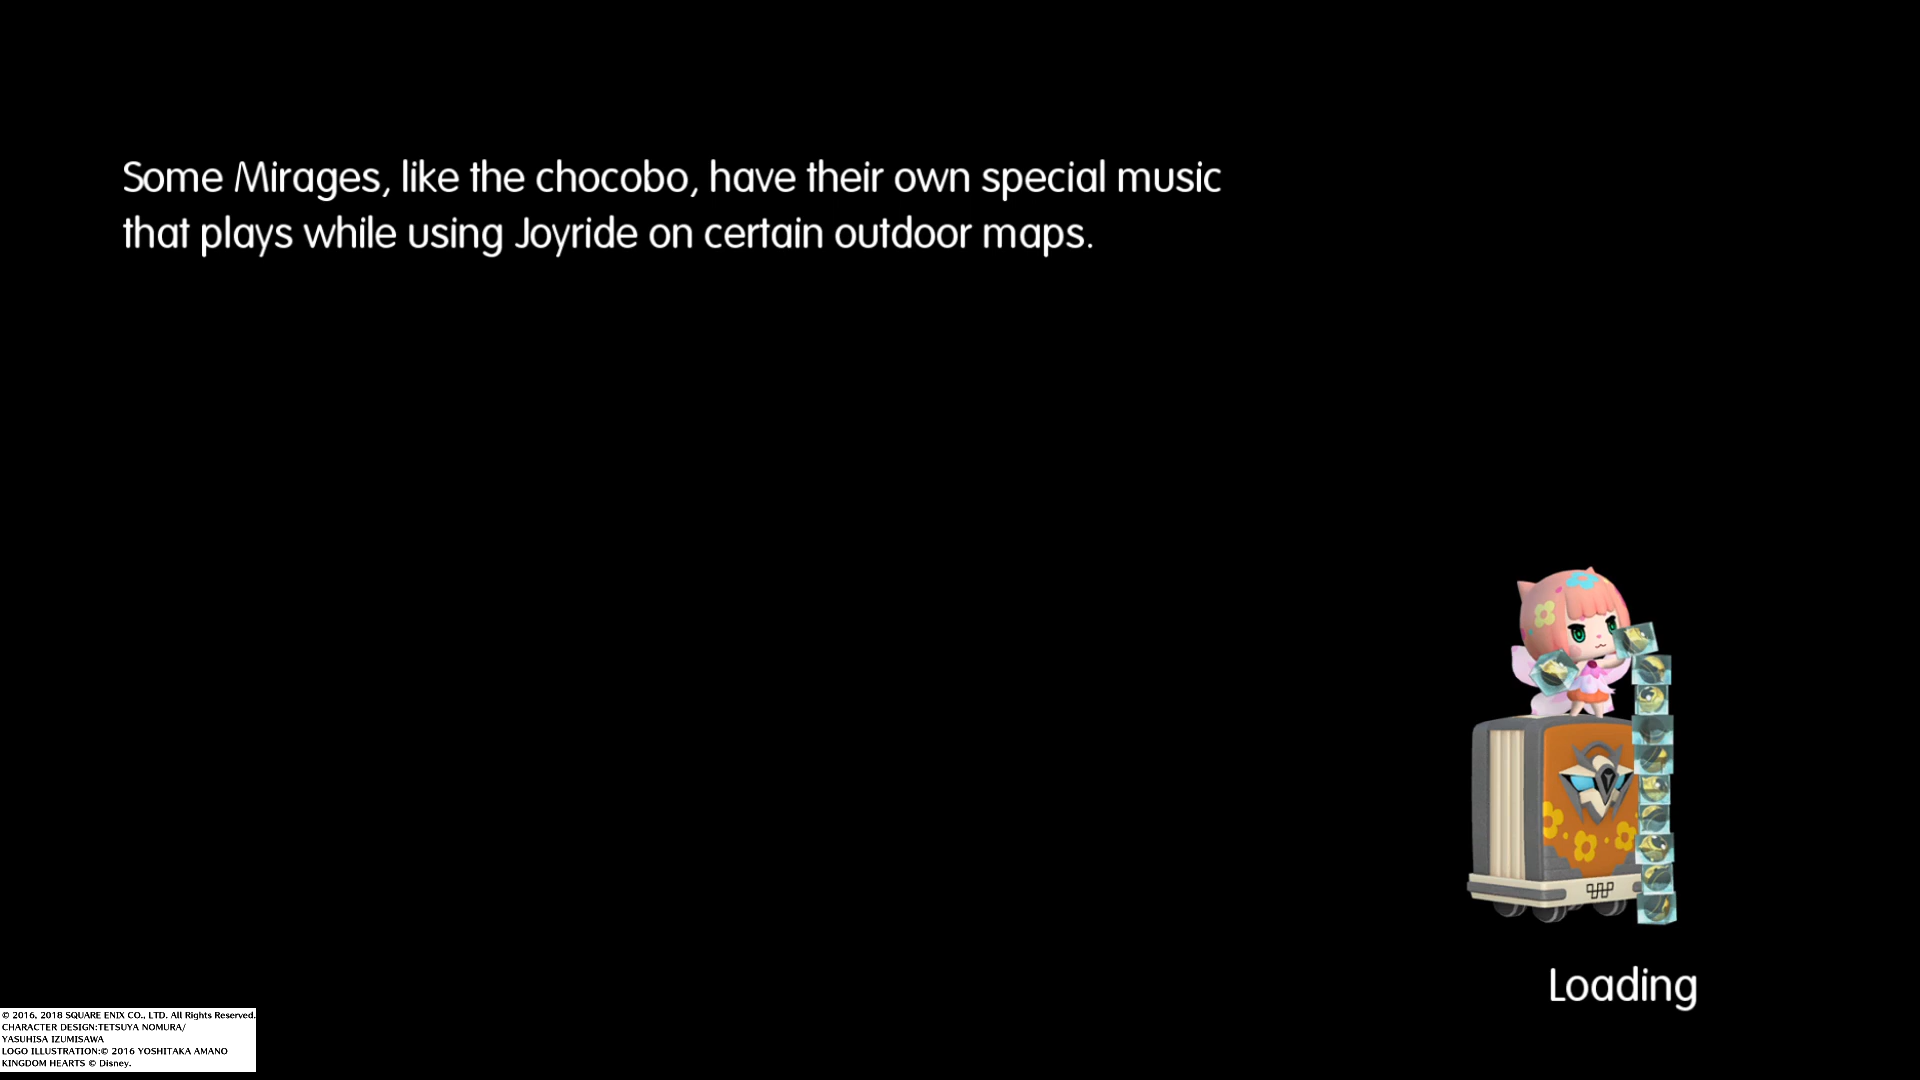 Some Mirages, like the chocobo, have their own special music
that plays while using Joyride on certain outdoor maps.
Loading
© 2016, 2018 SQUARE ENIX CO., LTD. All Rights Reserved.
CHARACTER DESIGN:TETSUYA NOMURA/
YASUHISA IZUMISAWA
LOGO ILLUSTRATION:© 2016 YOSHITAKA AMANO
KINGDOM HEARTS © Disney.